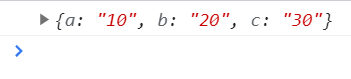 ▶{a: "10", b: "20", c: "30"}
>